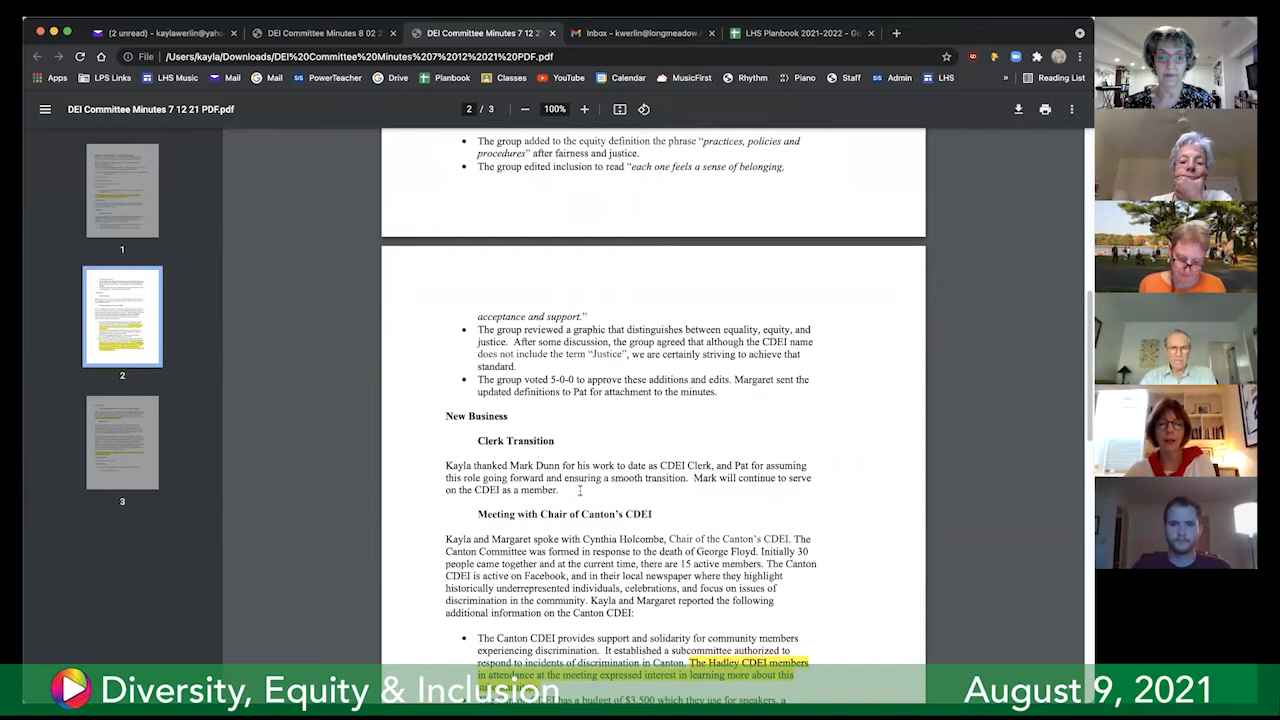 (2 unread) - kaylawerlin@yaho
DEI Committee Minutes 8 02 2
DEI Committee Minutes 7 12 21
Inbox - kwerlin@longmeadow.
LHS Planbook 2021-2022 - Go
File
/Users/kayla/Downloads/DEI%20Committee%20Minutes%207%2012%2021%20PDF.pdf
Apps
LPS Links
LHS Music
Mail
Mail
PowerTeacher
Drive
Planbook
Classes
YouTube
Calendar
MusicFirst
Rhythm
Piano
Staff
Admin
LHS
»
Reading List
DEI Committee Minutes 7 12 21 PDF.pdf
2 / 3
100%
1
2
3
• The group added to the equity definition the phrase “practices, policies and
procedures” after fairness and justice.
• The group edited inclusion to read “each one feels a sense of belonging,
acceptance and support.”
• The group reviewed a graphic that distinguishes between equality, equity, and
justice. After some discussion, the group agreed that although the CDEI name
does not include the term “Justice”, we are certainly striving to achieve that
standard.
• The group voted 5-0-0 to approve these additions and edits. Margaret sent the
updated definitions to Pat for attachment to the minutes.
New Business
Clerk Transition
Kayla thanked Mark Dunn for his work to date as CDEI Clerk, and Pat for assuming
this role going forward and ensuring a smooth transition. Mark will continue to serve
on the CDEI as a member.
Meeting with Chair of Canton’s CDEI
Kayla and Margaret spoke with Cynthia Holcombe, Chair of the Canton’s CDEI. The
Canton Committee was formed in response to the death of George Floyd. Initially 30
people came together and at the current time, there are 15 active members. The Canton
CDEI is active on Facebook, and in their local newspaper where they highlight
historically underrepresented individuals, celebrations, and focus on issues of
discrimination in the community. Kayla and Margaret reported the following
additional information on the Canton CDEI:
• The Canton CDEI provides support and solidarity for community members
experiencing discrimination. It established a subcommittee authorized to
respond to incidents of discrimination in Canton. The Hadley CDEI members
in attendance at the meeting expressed interest in learning more about this
has a budget of $3,500 which they use for speakers, a
Diversity, Equity & Inclusion
August 9, 2021